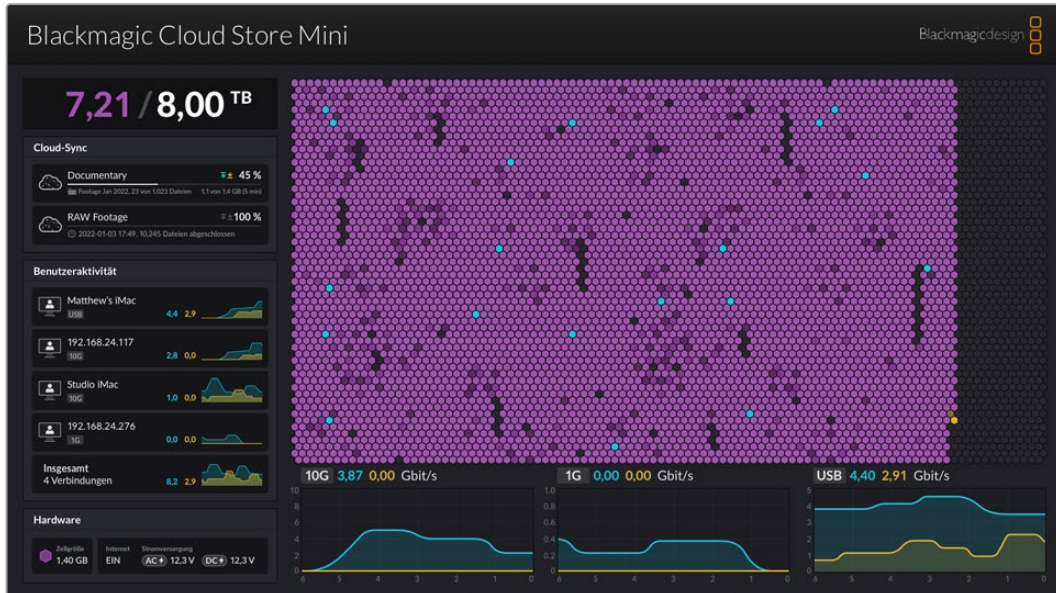 Blackmagic Cloud Store Mini
Blackmagicdesign
7,21 / 8,00 TB
Cloud-Sync
Documentary 45 %
Footage Jan 2022, 23 von 1,023 Dateien 1,1 von 1,4 GB (5 min)
RAW Footage 100 %
2022-01-03 17:49, 10,245 Dateien abgeschlossen
Benutzeraktivität
Matthew's iMac
USB 4,4 2,9
192.168.24.117
10G 2,8 0,0
Studio iMac
10G 1,0 0,0
192.168.24.276
1G 0,0 0,0
Insgesamt
4 Verbindungen 8,2 2,9
Hardware
Zellgröße
1,40 GB
Internet
EIN
Stromversorgung
AC 12,3 V DC 12,3 V
10G 3,87 0,00 Gbit/s
10
8
6
4
2
0
6 5 4 3 2 1 0
1G 0,00 0,00 Gbit/s
1.0
0.8
0.6
0.4
0.2
0.0
6 5 4 3 2 1 0
USB 4,40 2,91 Gbit/s
5
4
3
2
1
0
6 5 4 3 2 1 0